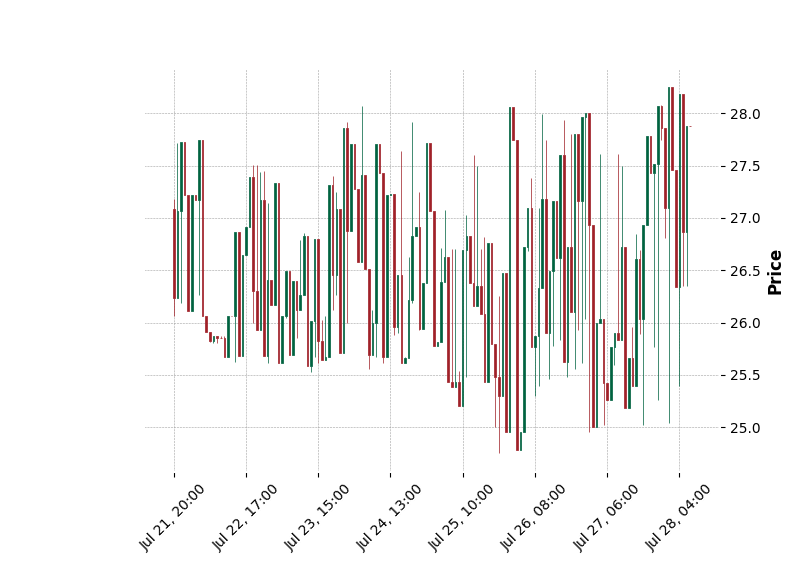 28.0
27.5
27.0
26.5
26.0
25.5
25.0
Price
Jul 21, 20:00
Jul 22, 17:00
Jul 23, 15:00
Jul 24, 13:00
Jul 25, 10:00
Jul 26, 08:00
Jul 27, 06:00
Jul 28, 04:00